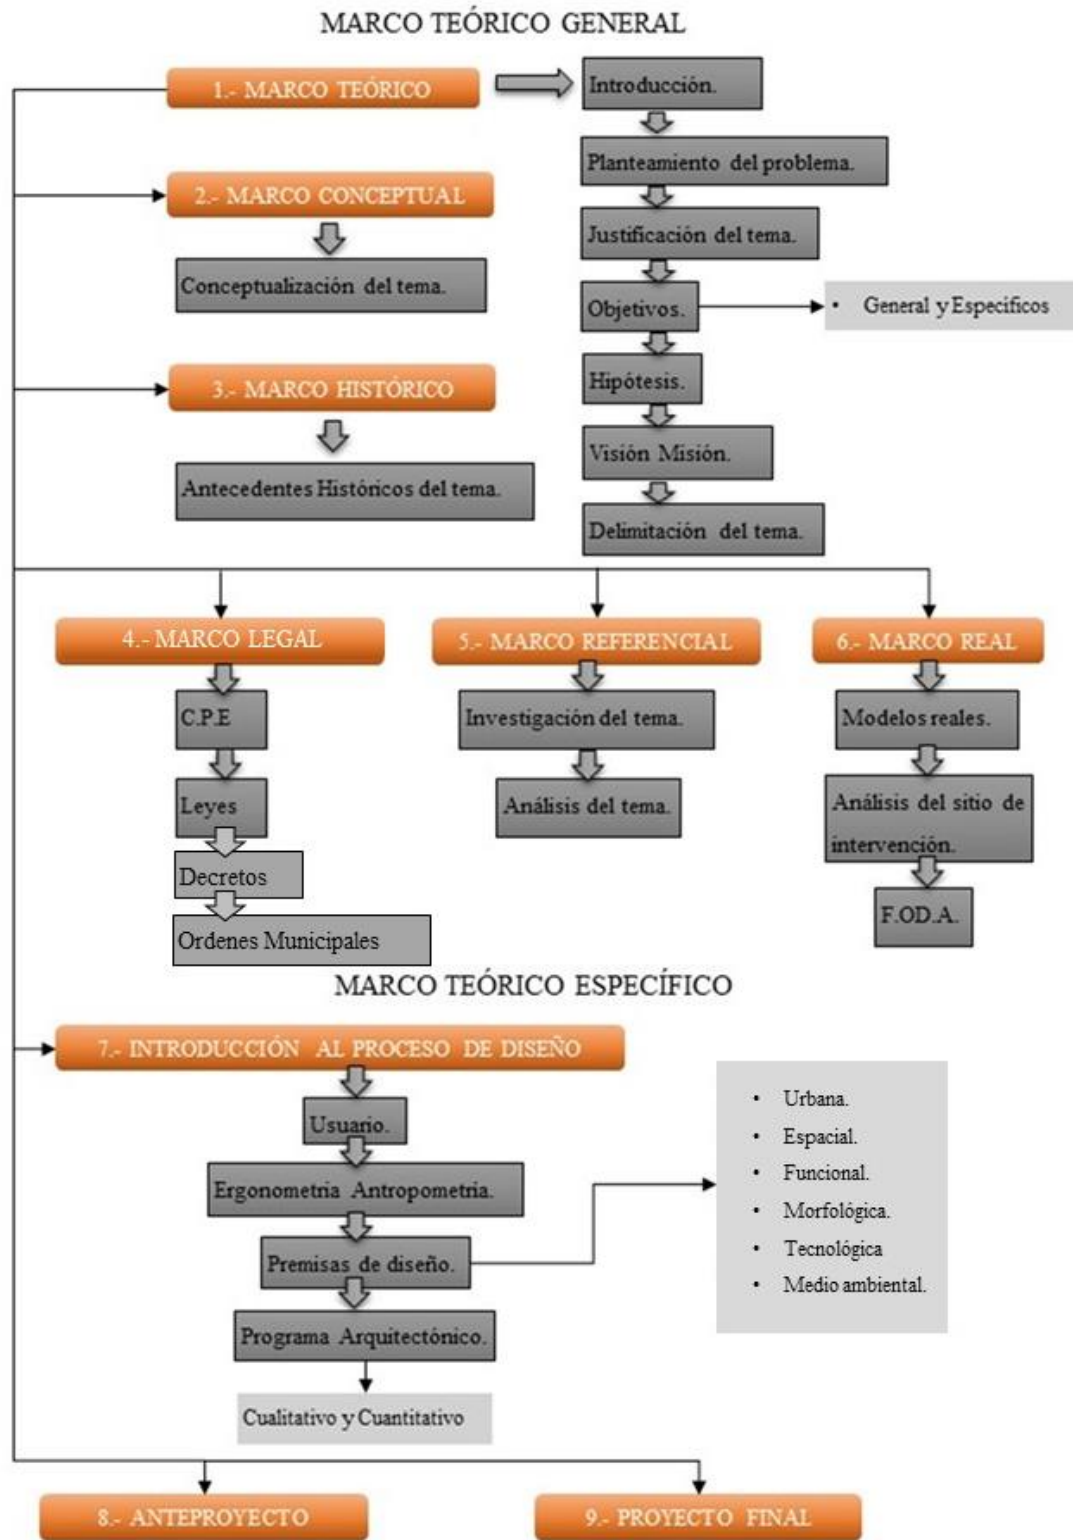 MARCO TEÓRICO GENERAL
1.- MARCO TEÓRICO
Introducción.
Planteamiento del problema.
Justificación del tema.
Objetivos.
• General y Especificos
Hipótesis.
Visión Misión.
Delimitación del tema.
2.- MARCO CONCEPTUAL
Conceptualización del tema.
3.- MARCO HISTÓRICO
Antecedentes Históricos del tema.
4.- MARCO LEGAL
C.P.E
Leyes
Decretos
Ordenes Municipales
5.- MARCO REFERENCIAL
Investigación del tema.
Análisis del tema.
6.- MARCO REAL
Modelos reales.
Análisis del sitio de
intervención.
F.OD.A.
MARCO TEÓRICO ESPECÍFICO
7.- INTRODUCCIÓN AL PROCESO DE DISEÑO
Usuario.
Ergonometria Antropometria.
Premisas de diseño.
• Urbana.
• Espacial.
• Funcional.
• Morfológica.
• Tecnológica
• Medio ambiental.
Programa Arquitectónico.
Cualitativo y Cuantitativo
8.- ANTEPROYECTO
9.- PROYECTO FINAL